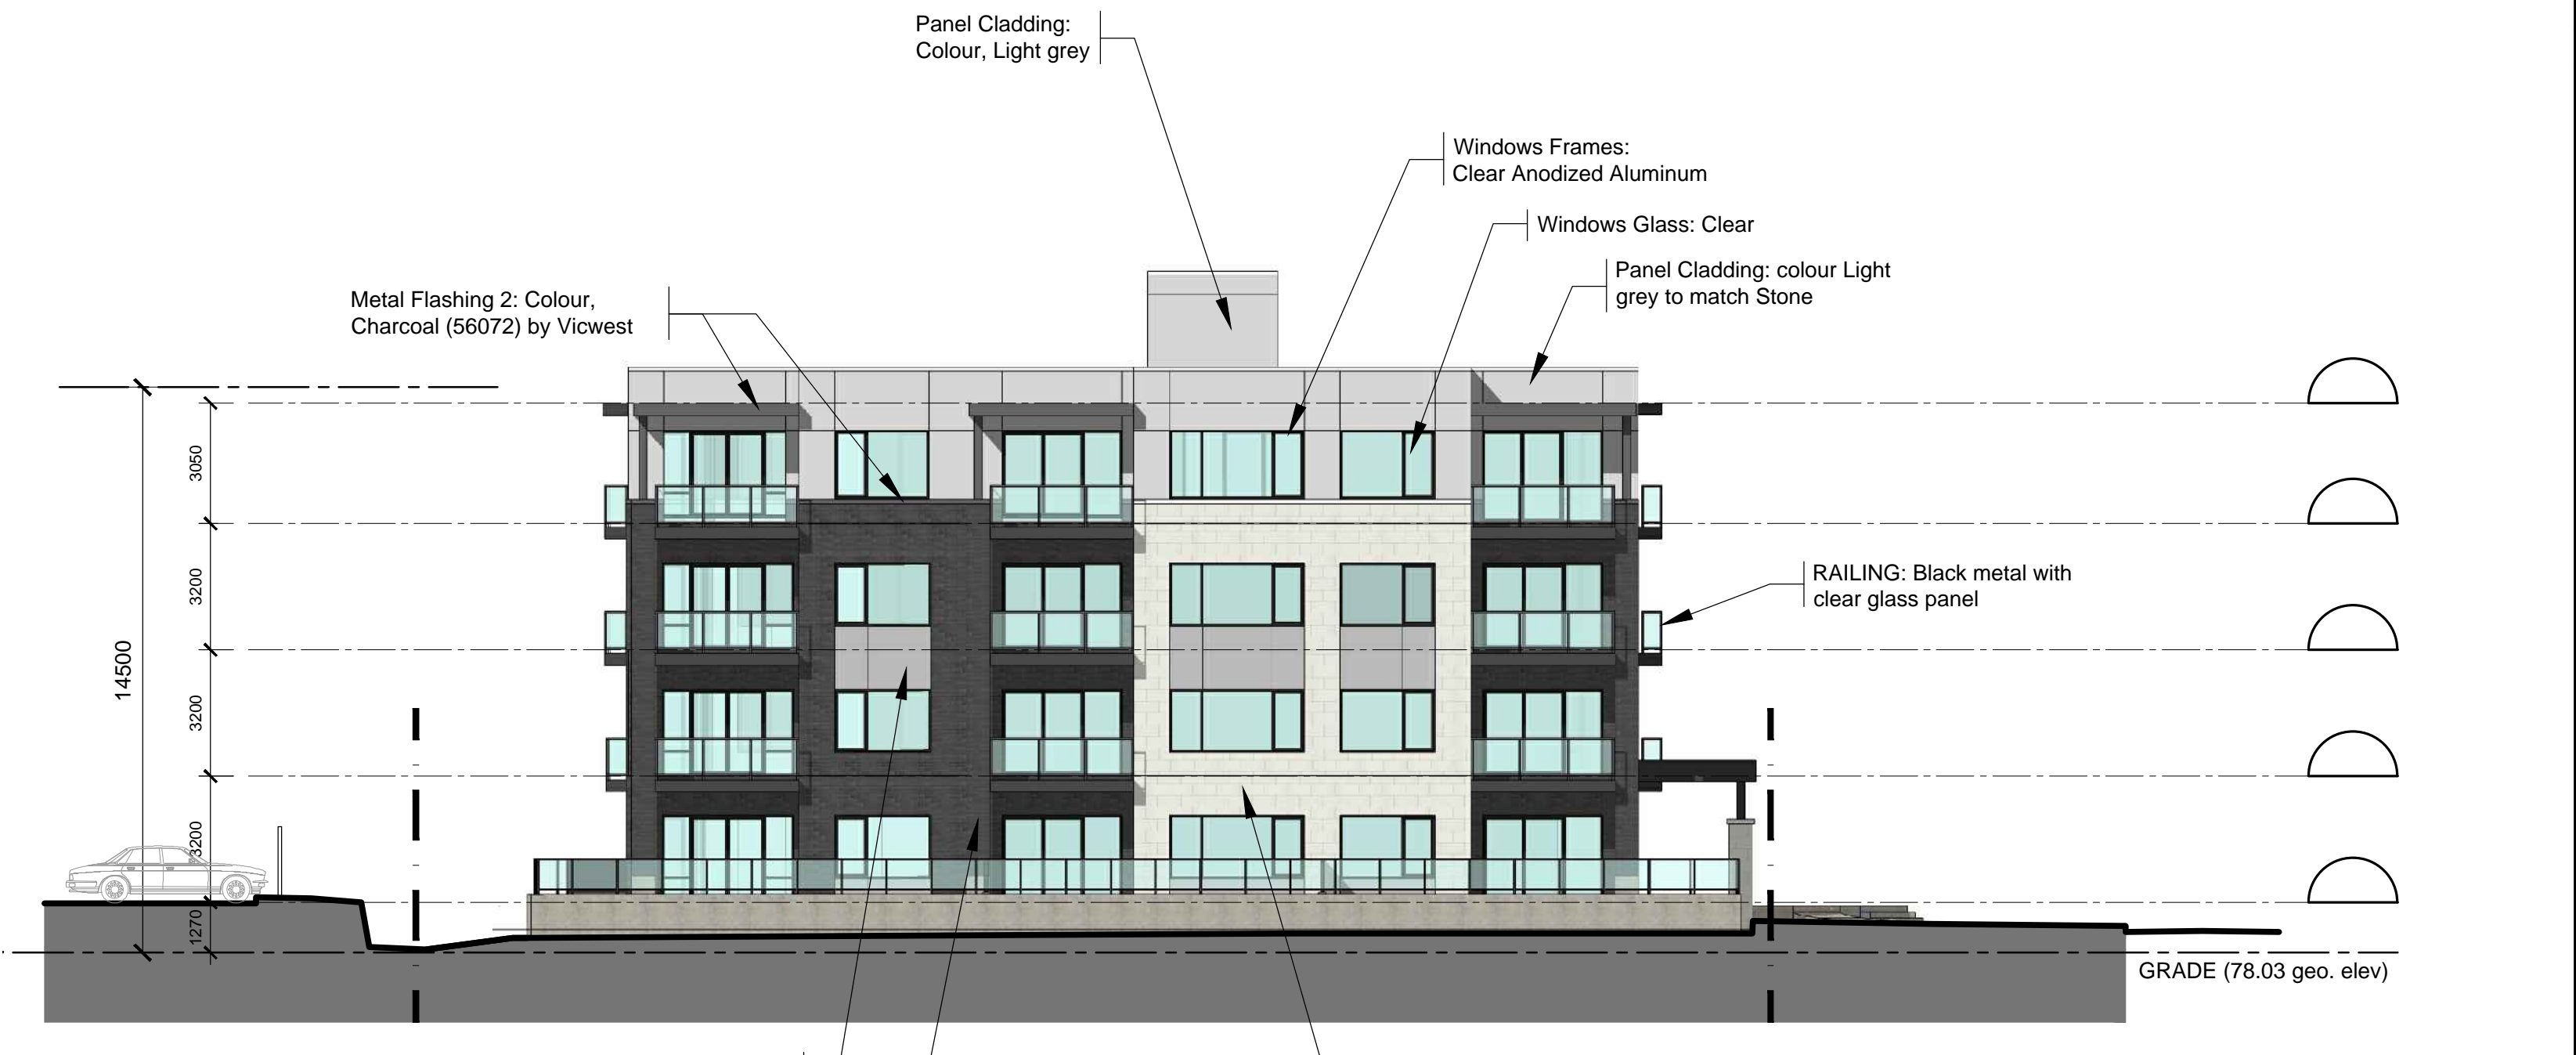 Panel Cladding:
Colour, Light grey
Windows Frames:
Clear Anodized Aluminum
Windows Glass: Clear
Panel Cladding: colour Light
grey to match Stone
Metal Flashing 2: Colour,
Charcoal (56072) by Vicwest
3050
3200
RAILING: Black metal with
clear glass panel
14500
3200
3200
1270
GRADE (78.03 geo. elev)